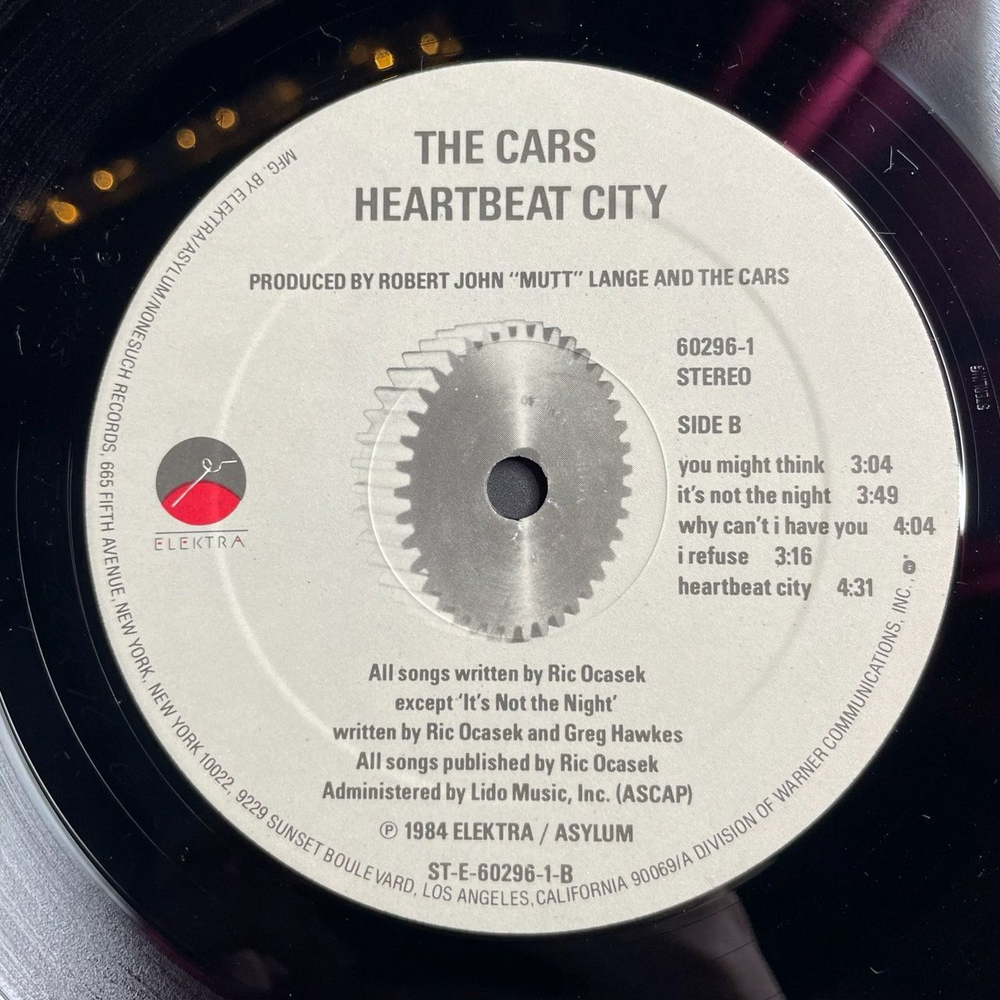 THE CARS
HEARTBEAT CITY
PRODUCED BY ROBERT JOHN "MUTT" LANGE AND THE CARS
60296-1
STEREO
SIDE B
you might think 3:04
it's not the night 3:49
why can't i have you 4:04
i refuse 3:16
heartbeat city 4:31
ELEKTRA
All songs written by Ric Ocasek
except 'It's Not the Night'
written by Ric Ocasek and Greg Hawkes
All songs published by Ric Ocasek
Administered by Lido Music, Inc. (ASCAP)
℗ 1984 ELEKTRA / ASYLUM
ST-E-60296-1-B
MFG. BY ELEKTRA/ASYLUM/NONESUCH RECORDS, 665 FIFTH AVENUE, NEW YORK, NEW YORK 10022, 9229 SUNSET BOULEVARD, LOS ANGELES, CALIFORNIA 90069/A DIVISION OF WARNER COMMUNICATIONS, INC.,
STERLING